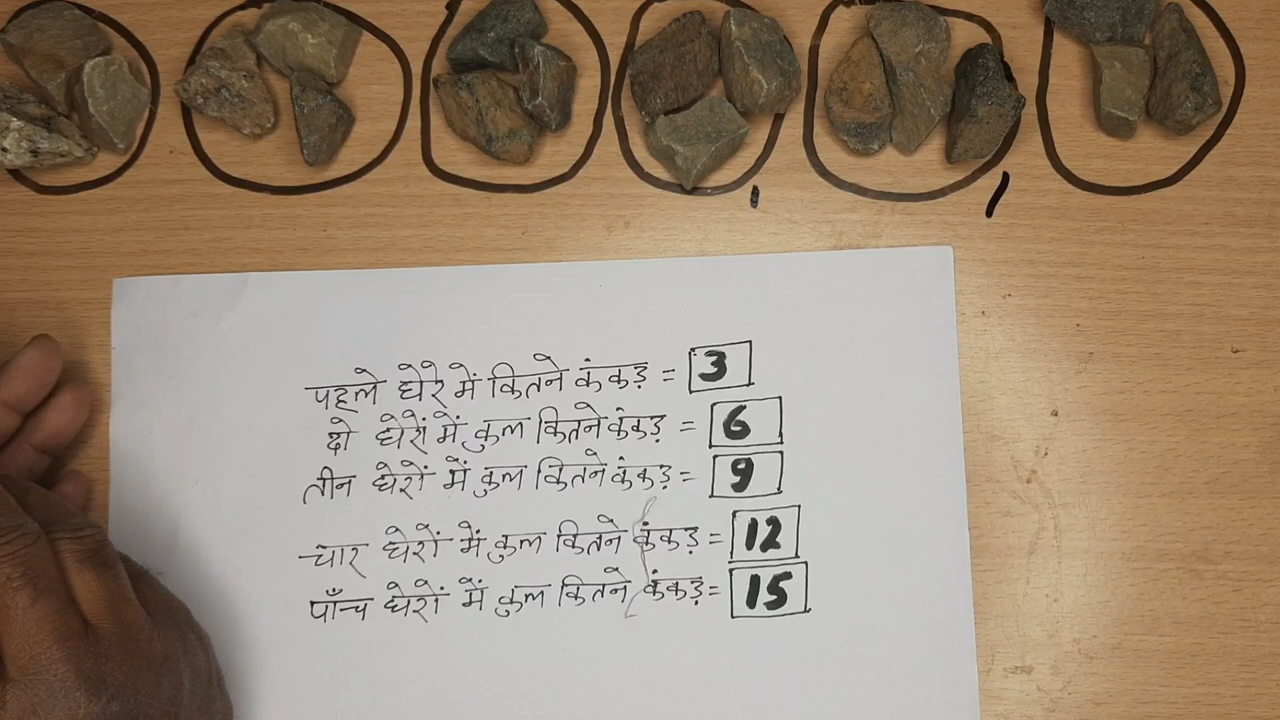 पहले घेरे में कितने कंकड़ = 3
दो घेरों में कुल कितने कंकड़ = 6
तीन घेरों में कुल कितने कंकड़ = 9
चार घेरों में कुल कितने कंकड़ = 12
पाँच घेरों में कुल कितने कंकड़ = 15